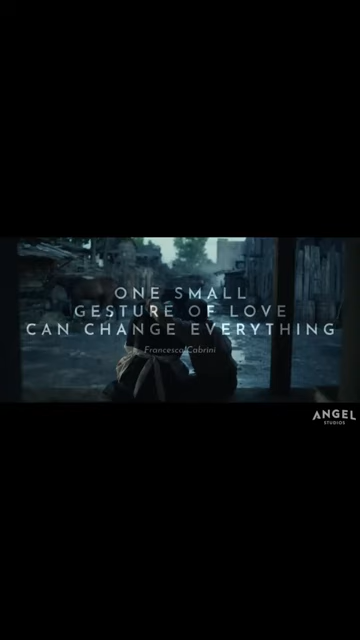 ONE SMALL
GESTURE OF LOVE
CAN CHANGE EVERYTHING
Francesca Cabrini
ANGEL
STUDIOS